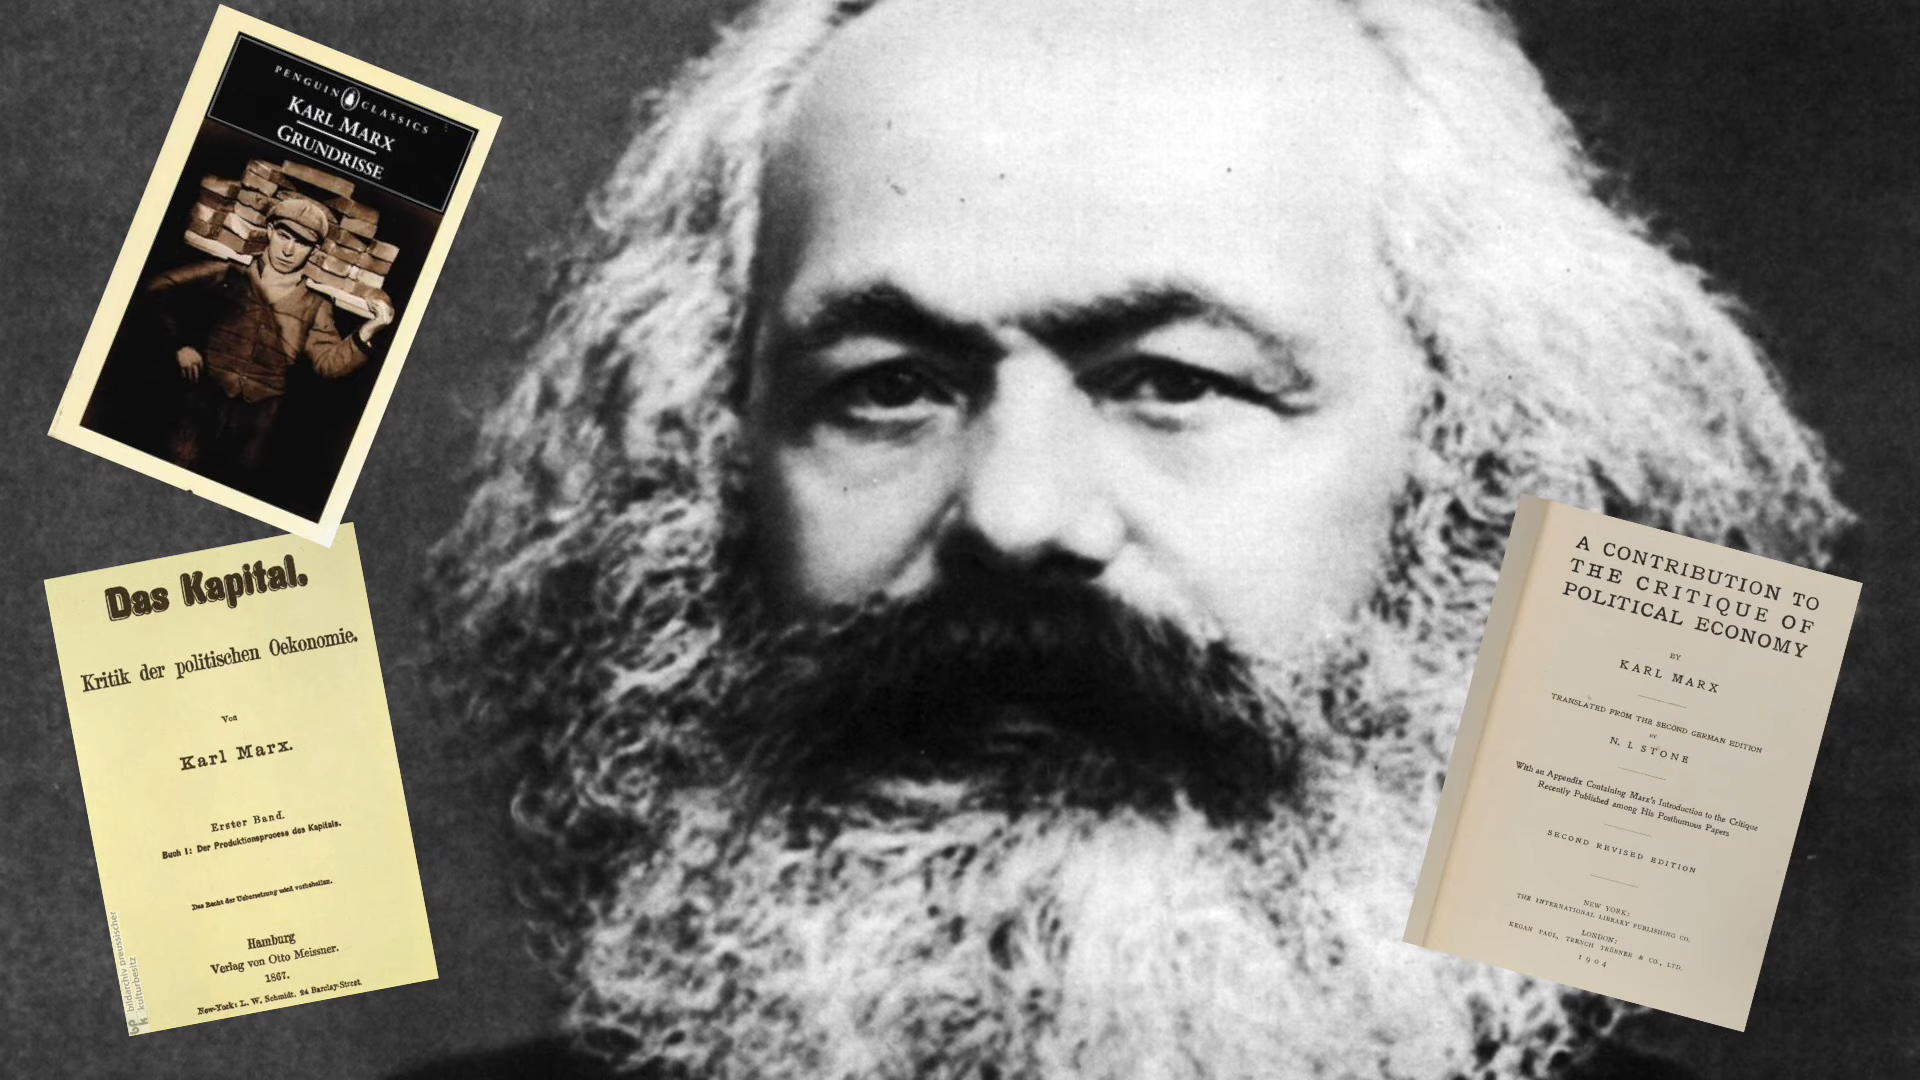 PENGUIN CLASSICS
KARL MARX
GRUNDRISSE
Das Kapital.
Kritik der politischen Oekonomie.
Von
Karl Marx.
Erster Band.
Buch I: Der Produktionsprocess des Kapitals.
Das Recht der Uebersetzung wird vorbehalten.
Hamburg
Verlag von Otto Meissner.
1867.
New-York: L. W. Schmidt. 24 Barclay-Street.
bpk
bildarchiv preussischer
kulturbesitz
A CONTRIBUTION TO
THE CRITIQUE OF
POLITICAL ECONOMY
BY
KARL MARX
TRANSLATED FROM THE SECOND GERMAN EDITION
BY
N. I. STONE
With an Appendix Containing Marx's Introduction to the Critique
Recently Published among His Posthumous Papers
SECOND REVISED EDITION
NEW YORK:
THE INTERNATIONAL LIBRARY PUBLISHING CO.
LONDON:
KEGAN PAUL, TRENCH TRÜBNER & CO., LTD.
1904